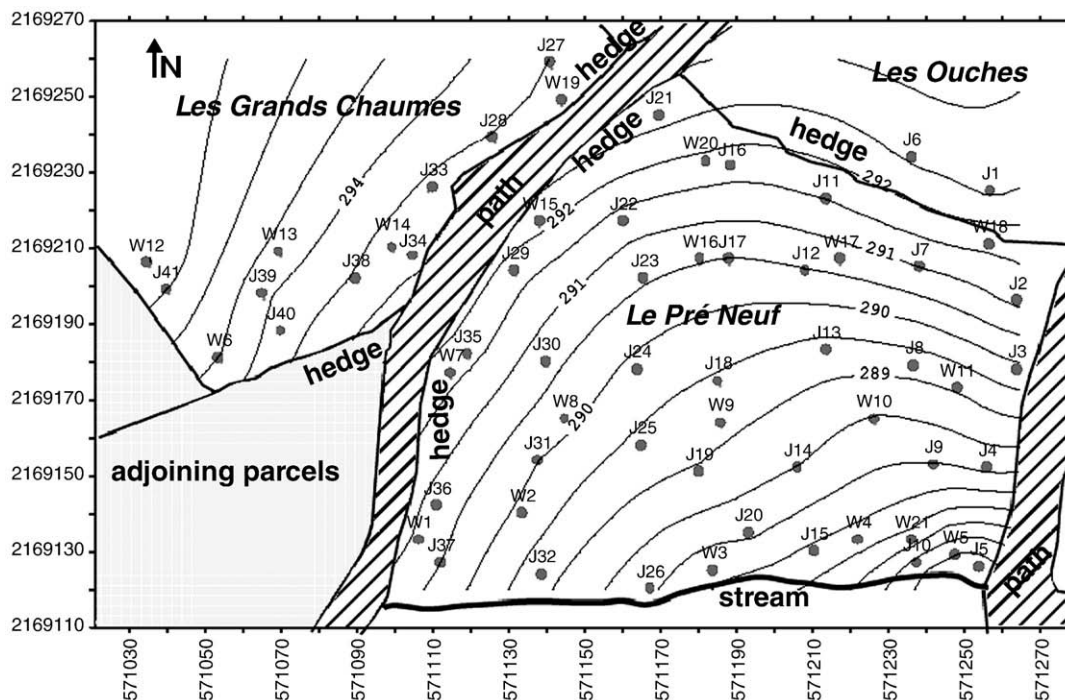 2169270
2169250
2169230
2169210
2169190
2169170
2169150
2169130
2169110
N
Les Grands Chaumes
Les Ouches
Le Pré Neuf
hedge
hedge
hedge
hedge
hedge
path
path
adjoining parcels
stream
294
292
292
291
291
290
290
289
J27
W19
J28
J21
J6
J33
W20
J16
J1
J11
W14
J34
W15
J22
W18
W12
J41
W13
J39
J38
J40
W6
J29
J23
W16
J17
J12
W17
J7
J2
J35
W7
J30
J24
J18
J13
J8
J3
W11
W8
J31
J25
W9
J19
J14
W10
J9
J4
J36
W1
J37
W2
J32
J26
J20
W3
J15
W4
W21
J10
W5
J5
571030
571050
571070
571090
571110
571130
571150
571170
571190
571210
571230
571250
571270